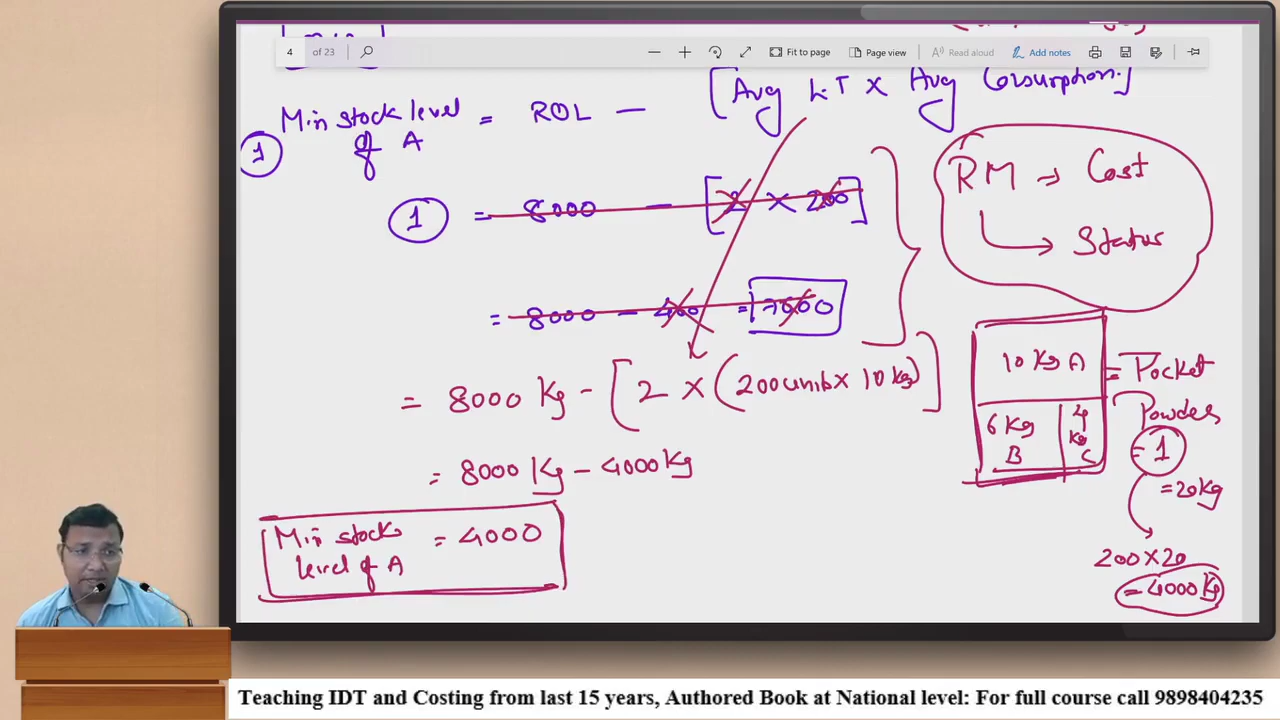 4 of 23 Fit to page Page view Read aloud Add notes
Min stock level of A = ROL — [Avg LT X Avg Consumption]
1
1 = 8000 — [2 X 200]
= 8000 — 400 = 7600
= 8000 Kg - [2 X (200 units X 10 kg)]
= 8000 Kg - 4000 Kg
Min stocks level of A = 4000
RM → Cost
→ Status
10 Kg A
6 Kg B
4 Kg C
= Pocket
Powder
= 1
= 20Kg
200 X 20
= 4000 Kg
Teaching IDT and Costing from last 15 years, Authored Book at National level: For full course call 9898404235